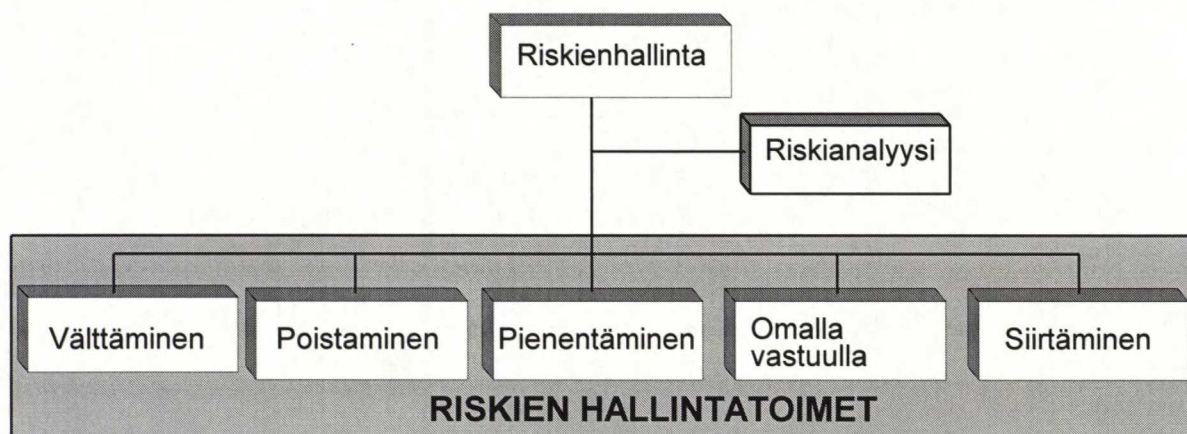 Riskienhallinta
Riskianalyysi
Välttäminen
Poistaminen
Pienentäminen
Omalla
vastuulla
Siirtäminen
RISKIEN HALLINTATOIMET